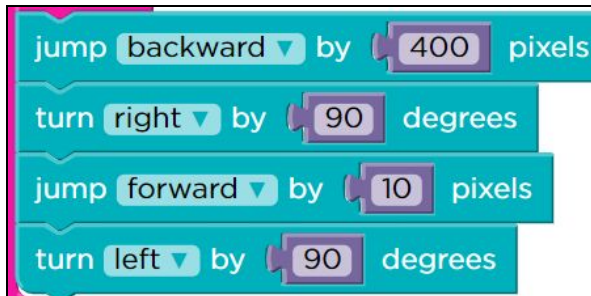 jump backward ▼ by 400 pixels
turn right ▼ by 90 degrees
jump forward ▼ by 10 pixels
turn left ▼ by 90 degrees